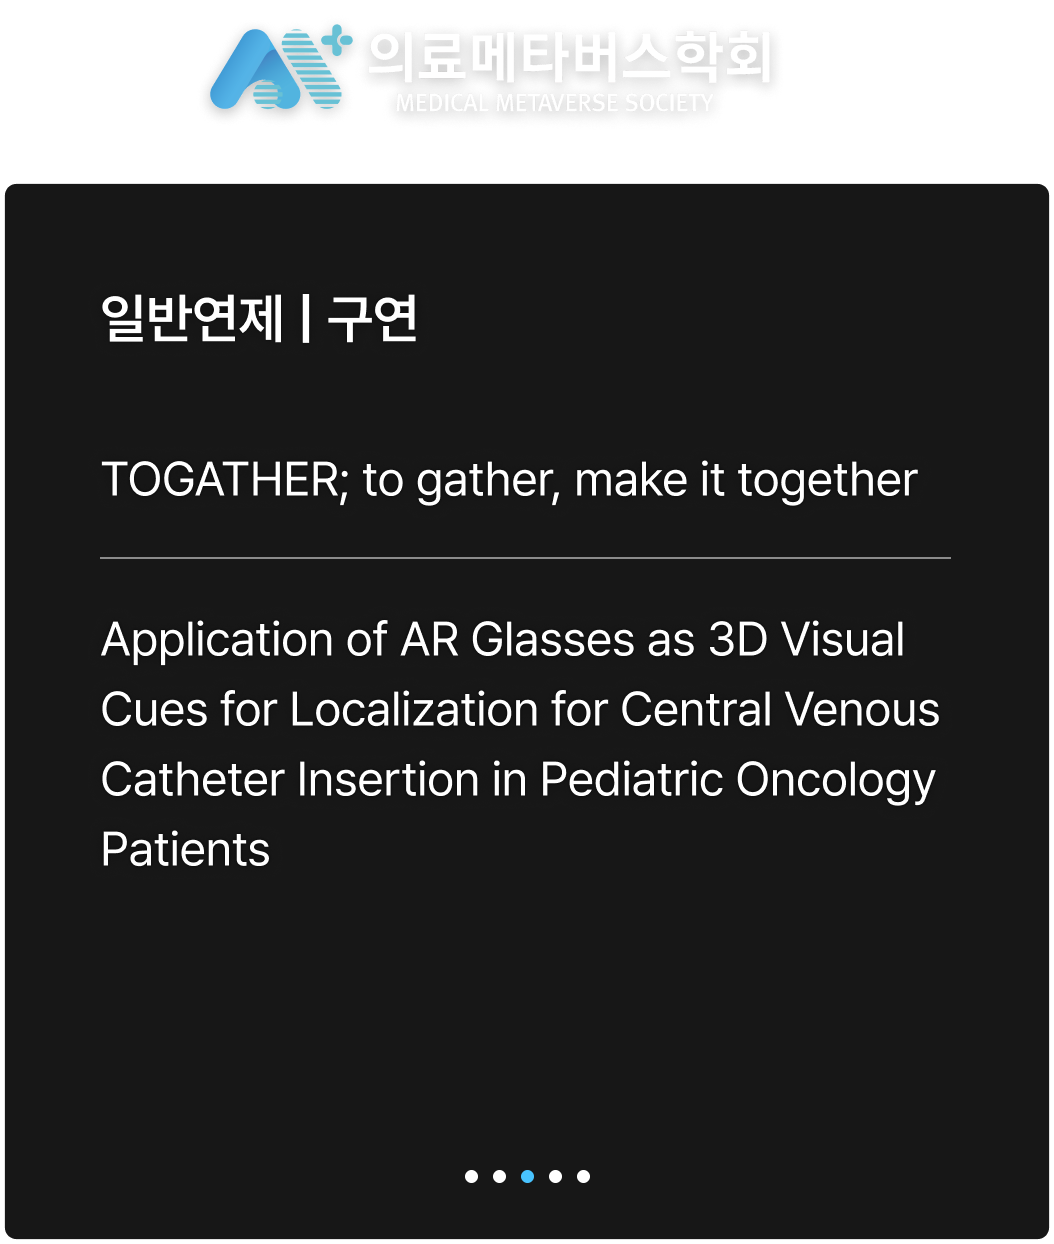 의료메타버스학회
MEDICAL METAVERSE SOCIETY
일반연제 | 구연
TOGATHER; to gather, make it together
Application of AR Glasses as 3D Visual
Cues for Localization for Central Venous
Catheter Insertion in Pediatric Oncology
Patients